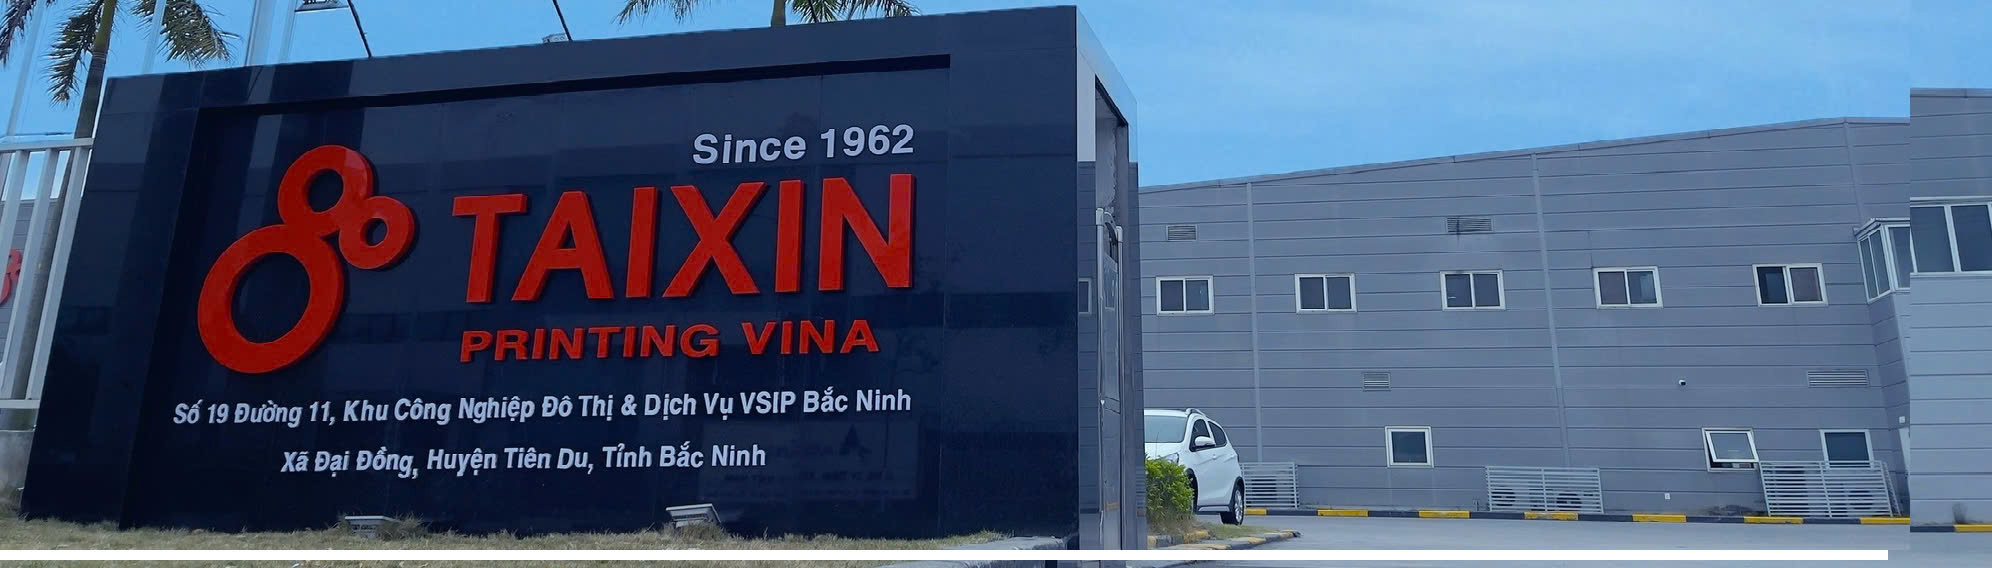 Since 1962
TAIXIN
PRINTING VINA
Số 19 Đường 11, Khu Công Nghiệp Đô Thị & Dịch Vụ VSIP Bắc Ninh
Xã Đại Đồng, Huyện Tiên Du, Tỉnh Bắc Ninh